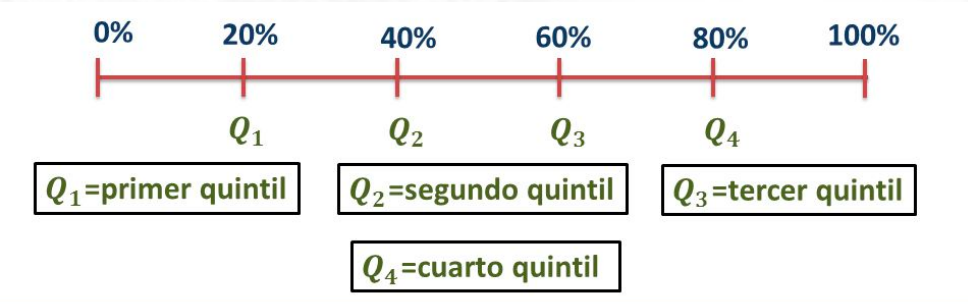 0% 20% 40% 60% 80% 100%
Q₁ Q₂ Q₃ Q₄
Q₁=primer quintil Q₂=segundo quintil Q₃=tercer quintil
Q₄=cuarto quintil